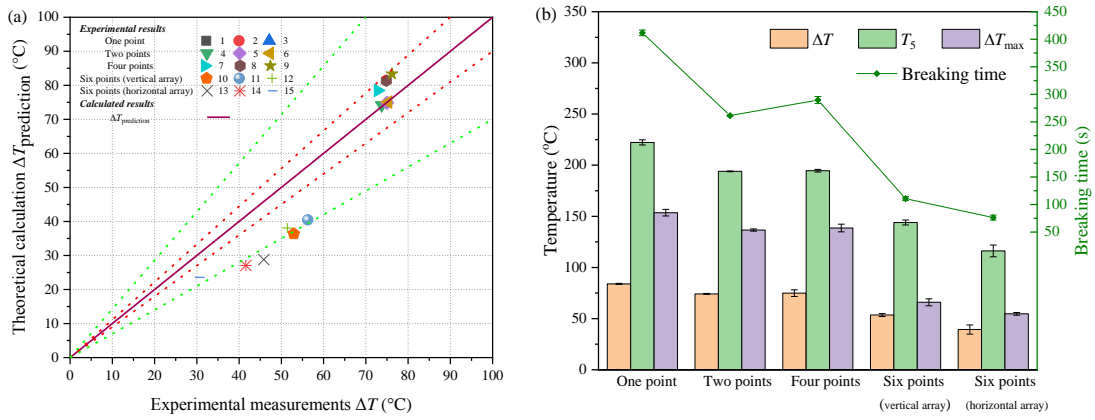 (a)
Theoretical calculation ΔTprediction (°C)
100
90
80
70
60
50
40
30
20
10
0
Experimental results
One point 1 2 3
Two points 4 5 6
Four points 7 8 9
Six points (vertical array) 10 11 12
Six points (horizontal array) 13 14 15
Calculated results
ΔTprediction
0 10 20 30 40 50 60 70 80 90 100
Experimental measurements ΔT (°C)
(b)
Temperature (°C)
350
300
250
200
150
100
50
0
ΔT T5 ΔTmax
Breaking time
450
400
350
300
250
200
150
100
50
Breaking time (s)
One point Two points Four points Six points Six points
(vertical array) (horizontal array)